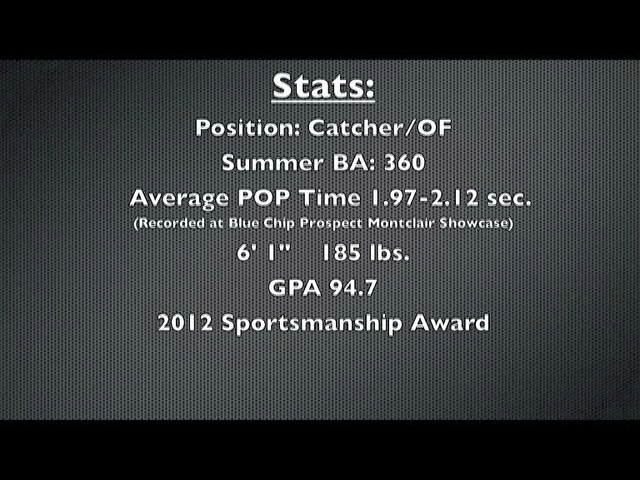 Stats:
Position: Catcher/OF
Summer BA: 360
Average POP Time 1.97-2.12 sec.
(Recorded at Blue Chip Prospect Montclair Showcase)
6' 1" 185 lbs.
GPA 94.7
2012 Sportsmanship Award